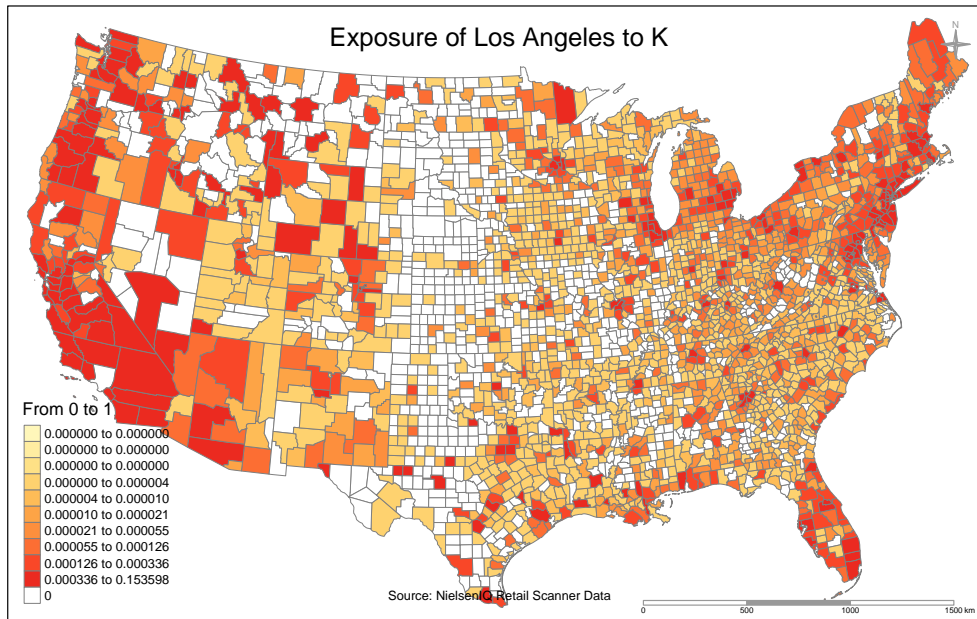 Exposure of Los Angeles to K
N
From 0 to 1
0.000000 to 0.000000
0.000000 to 0.000000
0.000000 to 0.000000
0.000000 to 0.000004
0.000004 to 0.000010
0.000010 to 0.000021
0.000021 to 0.000055
0.000055 to 0.000126
0.000126 to 0.000336
0.000336 to 0.153598
0
Source: NielsenIQ Retail Scanner Data
0 500 1000 1500 km